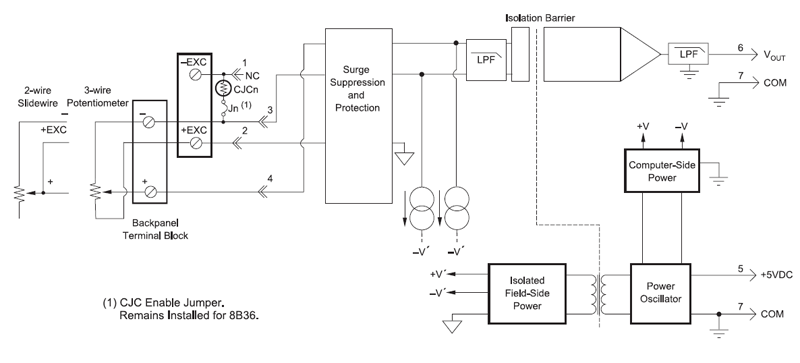 Isolation Barrier
–EXC
1
NC
CJCn
Jn (1)
2-wire
Slidewire
3-wire
Potentiometer
–
+EXC
+
–
+
+EXC
3
2
4
Backpanel
Terminal Block
Surge
Suppression
and
Protection
LPF
LPF
6
VOUT
7
COM
–V´
–V´
+V
–V
Computer-Side
Power
+V´
–V´
Isolated
Field-Side
Power
Power
Oscillator
5
+5VDC
7
COM
(1) CJC Enable Jumper.
Remains Installed for 8B36.